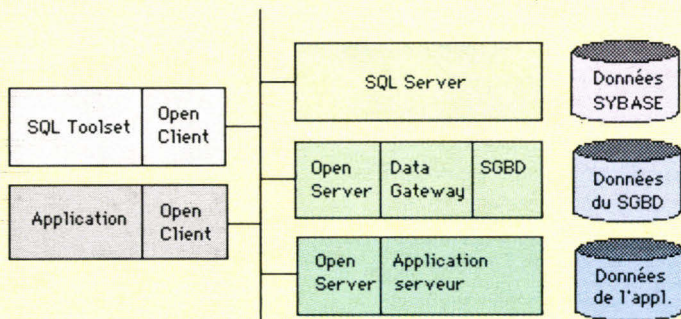 SQL Toolset
Open
Client
Application
Open
Client
SQL Server
Données
SYBASE
Open
Server
Data
Gateway
SGBD
Données
du SGBD
Open
Server
Application
serveur
Données
de l'appl.